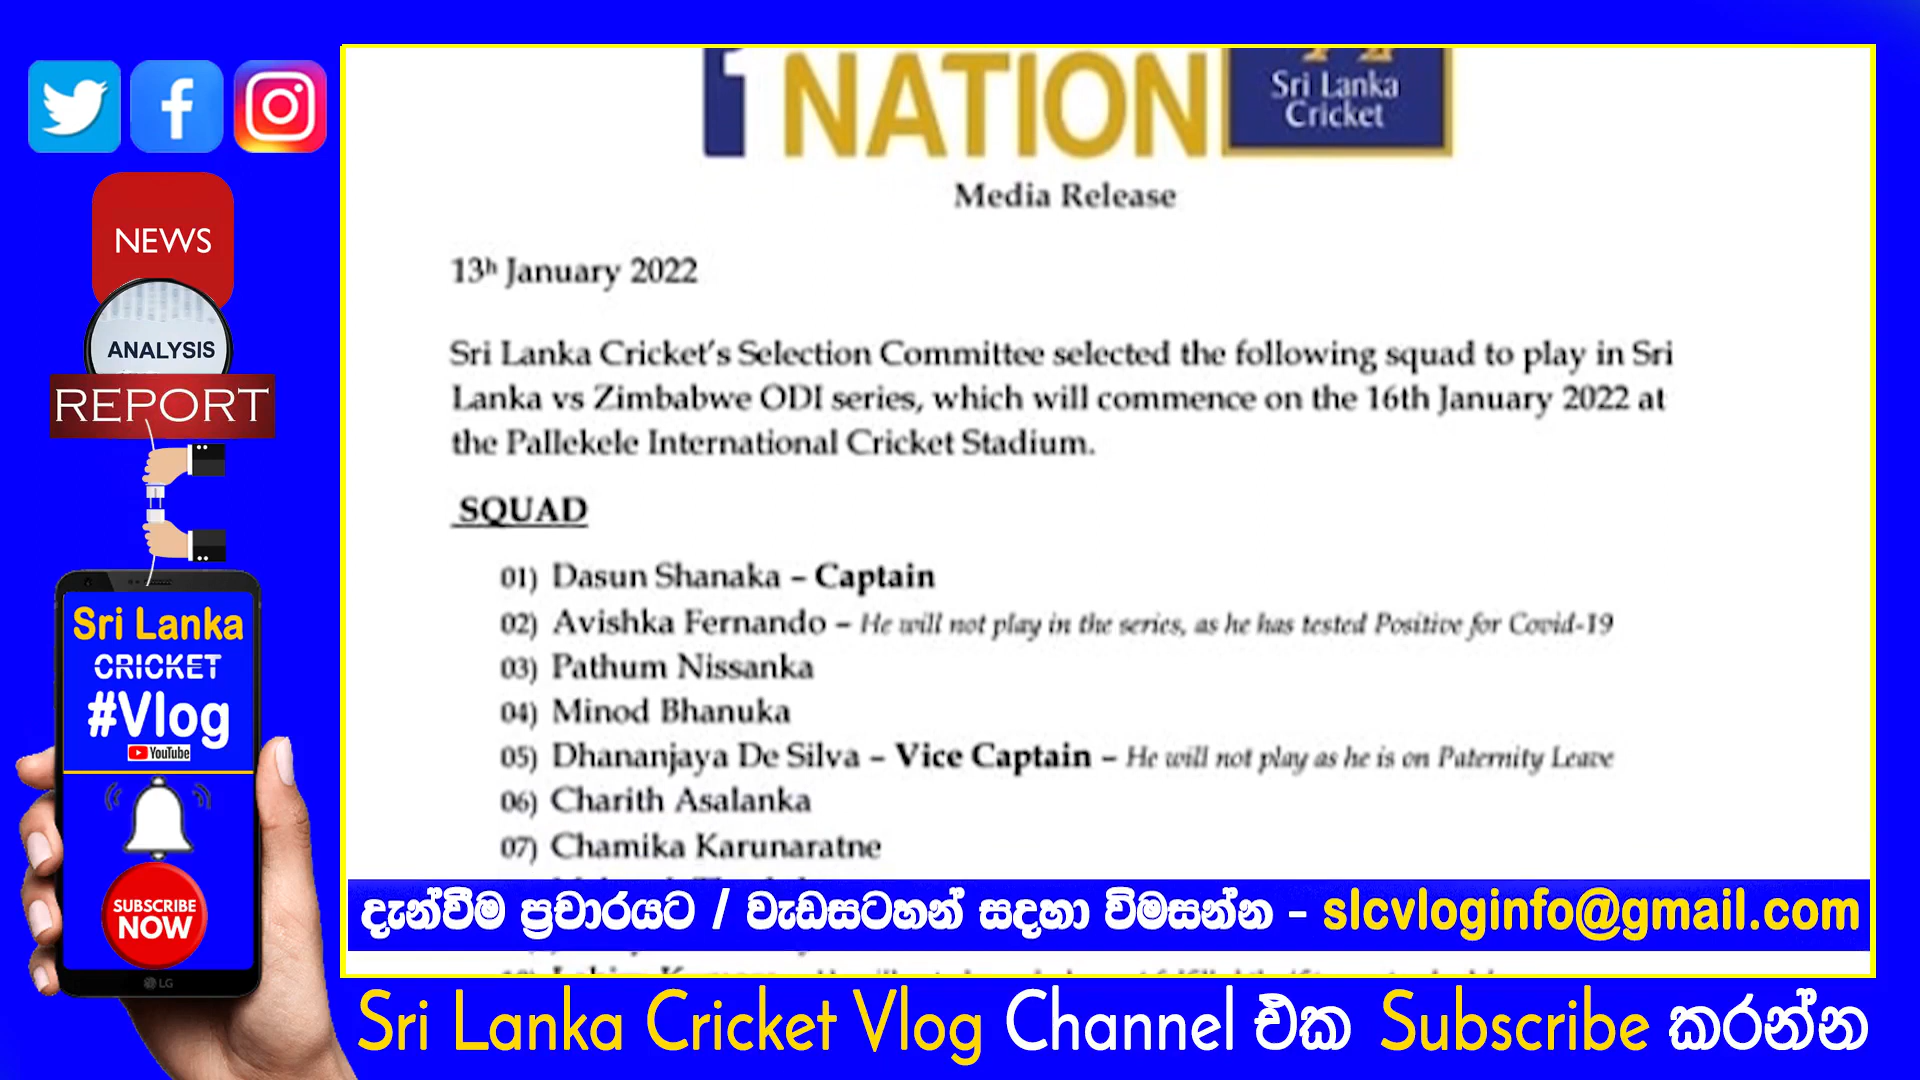 NATION
Sri Lanka
Cricket
Media Release
13h January 2022
Sri Lanka Cricket's Selection Committee selected the following squad to play in Sri
Lanka vs Zimbabwe ODI series, which will commence on the 16th January 2022 at
the Pallekele International Cricket Stadium.
SQUAD
01) Dasun Shanaka – Captain
02) Avishka Fernando – He will not play in the series, as he has tested Positive for Covid-19
03) Pathum Nissanka
04) Minod Bhanuka
05) Dhananjaya De Silva – Vice Captain – He will not play as he is on Paternity Leave
06) Charith Asalanka
07) Chamika Karunaratne
NEWS
ANALYSIS
REPORT
Sri Lanka
CRICKET
#Vlog
YouTube
SUBSCRIBE
NOW
LG
දැන්වීම් ප්‍රචාරයට / වැඩසටහන් සදහා විමසන්න - slcvloginfo@gmail.com
Sri Lanka Cricket Vlog Channel එක Subscribe කරන්න